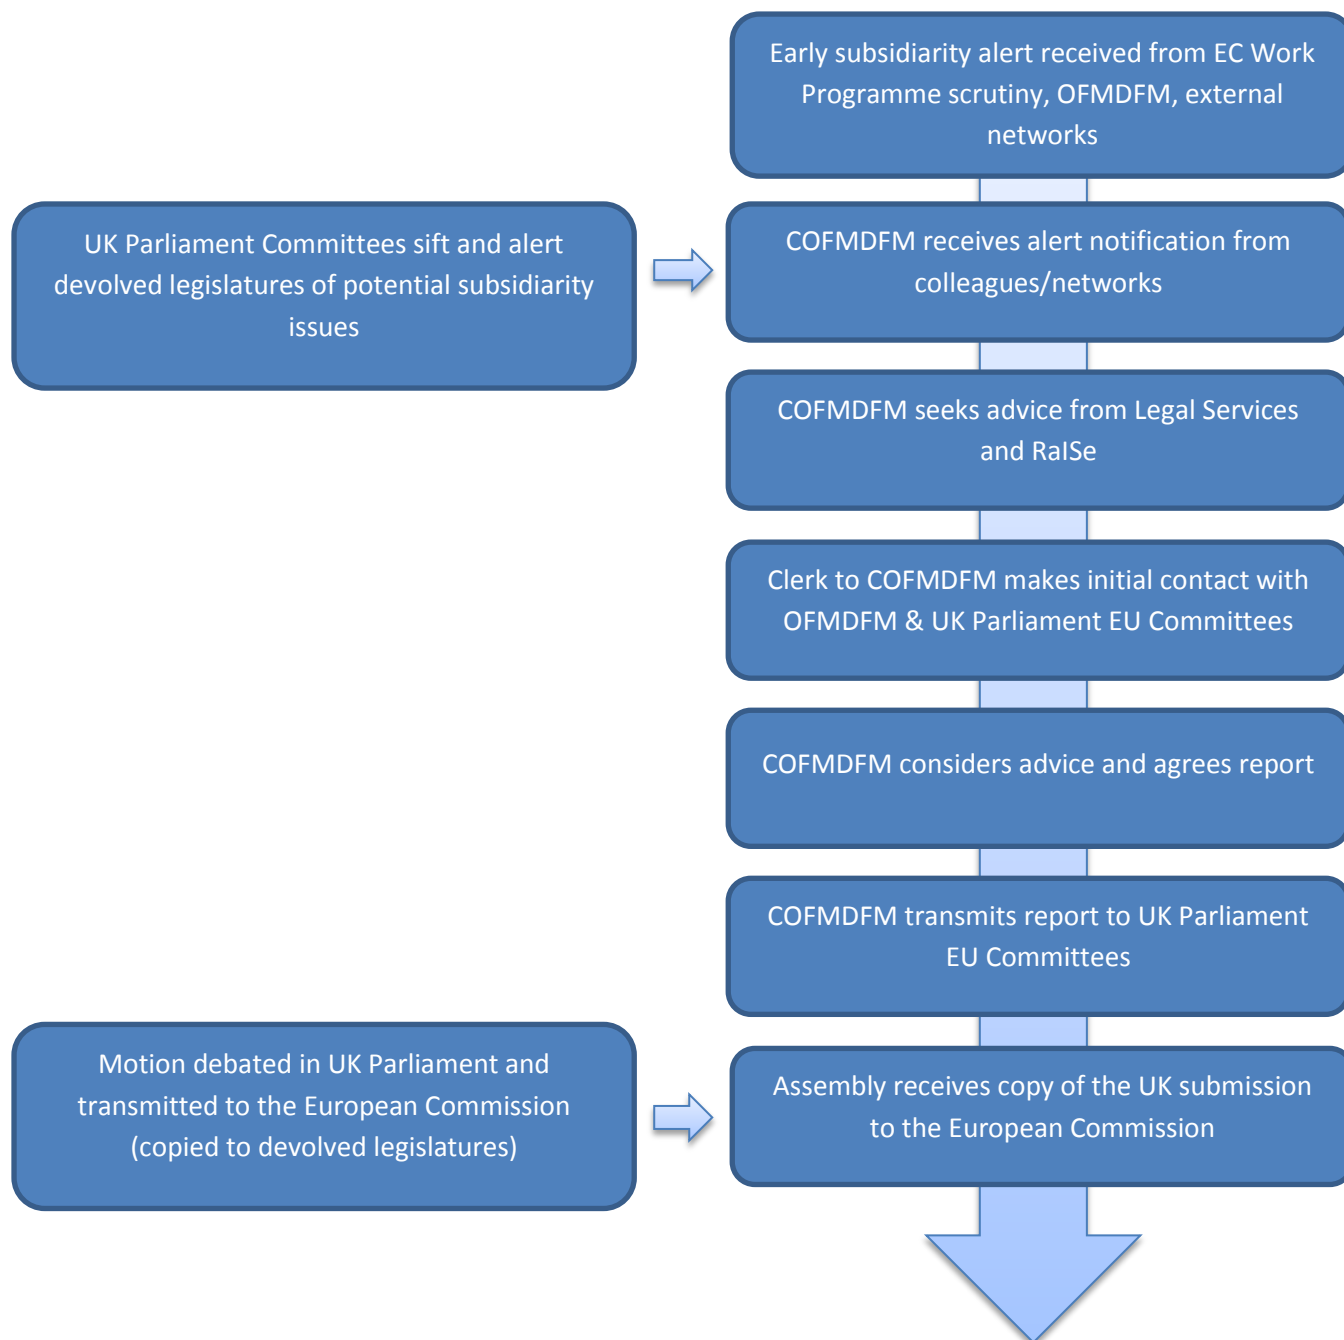 Early subsidiarity alert received from EC Work
Programme scrutiny, OFMDFM, external
networks
UK Parliament Committees sift and alert
devolved legislatures of potential subsidiarity
issues
COFMDFM receives alert notification from
colleagues/networks
COFMDFM seeks advice from Legal Services
and RaISe
Clerk to COFMDFM makes initial contact with
OFMDFM & UK Parliament EU Committees
COFMDFM considers advice and agrees report
COFMDFM transmits report to UK Parliament
EU Committees
Motion debated in UK Parliament and
transmitted to the European Commission
(copied to devolved legislatures)
Assembly receives copy of the UK submission
to the European Commission